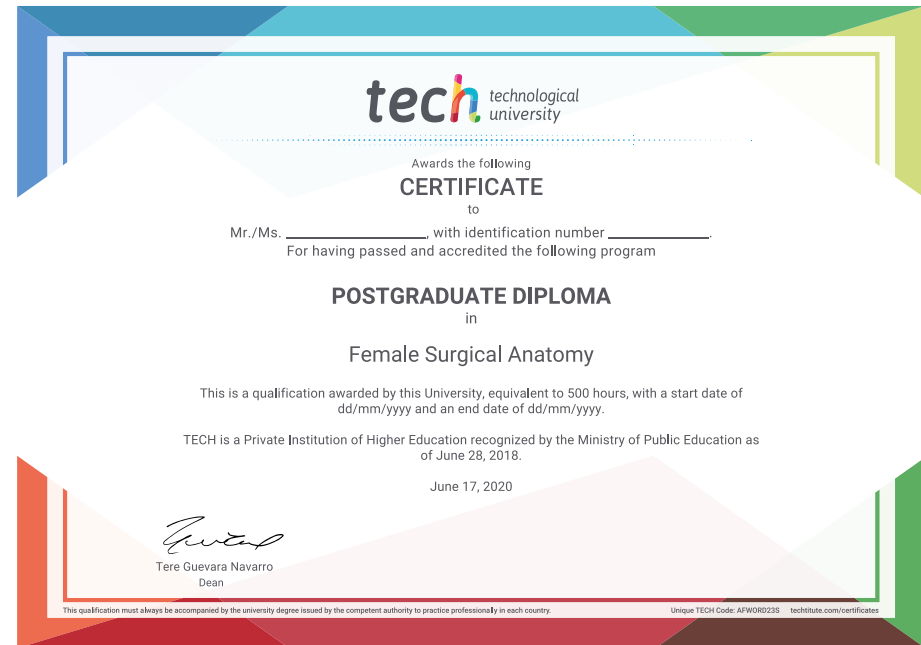 tech technological
university
Awards the following
CERTIFICATE
to
Mr./Ms. ____________________, with identification number ______________.
For having passed and accredited the following program
POSTGRADUATE DIPLOMA
in
Female Surgical Anatomy
This is a qualification awarded by this University, equivalent to 500 hours, with a start date of
dd/mm/yyyy and an end date of dd/mm/yyyy.
TECH is a Private Institution of Higher Education recognized by the Ministry of Public Education as
of June 28, 2018.
June 17, 2020
Tere Guevara Navarro
Dean
This qualification must always be accompanied by the university degree issued by the competent authority to practice professionally in each country. Unique TECH Code: AFWORD23S techtitute.com/certificates